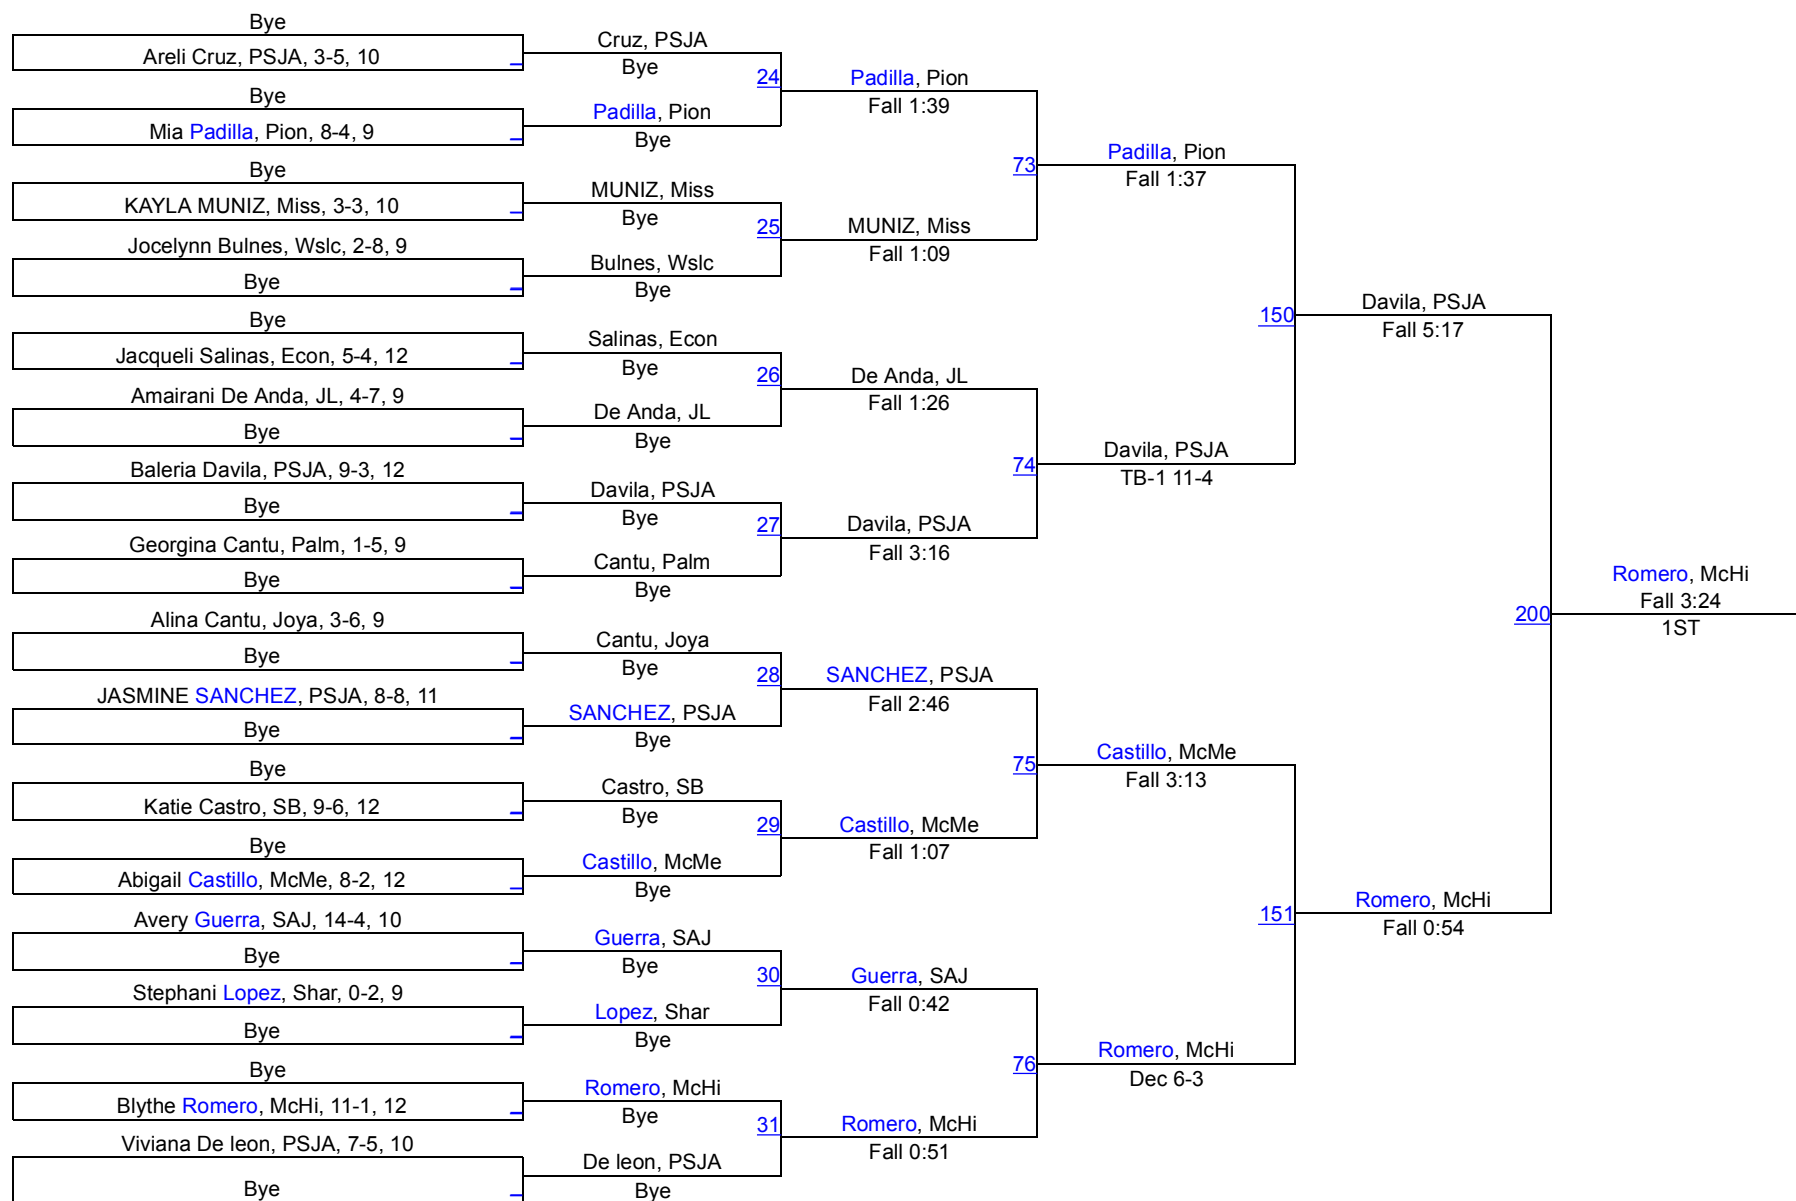 Bye
Areli Cruz, PSJA, 3-5, 10
Bye
Mia Padilla, Pion, 8-4, 9
Bye
KAYLA MUNIZ, Miss, 3-3, 10
Jocelynn Bulnes, Wslc, 2-8, 9
Bye
Bye
Jacqueli Salinas, Econ, 5-4, 12
Amairani De Anda, JL, 4-7, 9
Bye
Baleria Davila, PSJA, 9-3, 12
Bye
Georgina Cantu, Palm, 1-5, 9
Bye
Alina Cantu, Joya, 3-6, 9
Bye
JASMINE SANCHEZ, PSJA, 8-8, 11
Bye
Bye
Katie Castro, SB, 9-6, 12
Bye
Abigail Castillo, McMe, 8-2, 12
Avery Guerra, SAJ, 14-4, 10
Bye
Stephani Lopez, Shar, 0-2, 9
Bye
Bye
Blythe Romero, McHi, 11-1, 12
Viviana De leon, PSJA, 7-5, 10
Bye
Cruz, PSJA
Bye
24
Padilla, Pion
Bye
MUNIZ, Miss
Bye
25
Bulnes, Wslc
Bye
Salinas, Econ
Bye
26
De Anda, JL
Bye
Davila, PSJA
Bye
27
Cantu, Palm
Bye
Cantu, Joya
Bye
28
SANCHEZ, PSJA
Bye
Castro, SB
Bye
29
Castillo, McMe
Bye
Guerra, SAJ
Bye
30
Lopez, Shar
Bye
Romero, McHi
Bye
31
De leon, PSJA
Bye
Padilla, Pion
Fall 1:39
73
MUNIZ, Miss
Fall 1:09
De Anda, JL
Fall 1:26
74
Davila, PSJA
Fall 3:16
SANCHEZ, PSJA
Fall 2:46
75
Castillo, McMe
Fall 1:07
Guerra, SAJ
Fall 0:42
76
Romero, McHi
Fall 0:51
Padilla, Pion
Fall 1:37
150
Davila, PSJA
TB-1 11-4
Castillo, McMe
Fall 3:13
151
Romero, McHi
Dec 6-3
Davila, PSJA
Fall 5:17
200
Romero, McHi
Fall 0:54
Romero, McHi
Fall 3:24
1ST